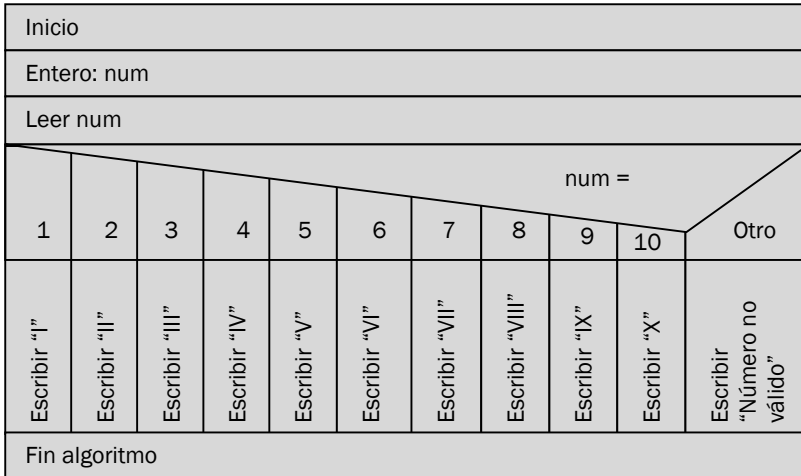 Inicio
Entero: num
Leer num
num =
1
2
3
4
5
6
7
8
9
10
Otro
Escribir “I”
Escribir “II”
Escribir “III”
Escribir “IV”
Escribir “V”
Escribir “VI”
Escribir “VII”
Escribir “VIII”
Escribir “IX”
Escribir “X”
Escribir
“Número no
válido”
Fin algoritmo